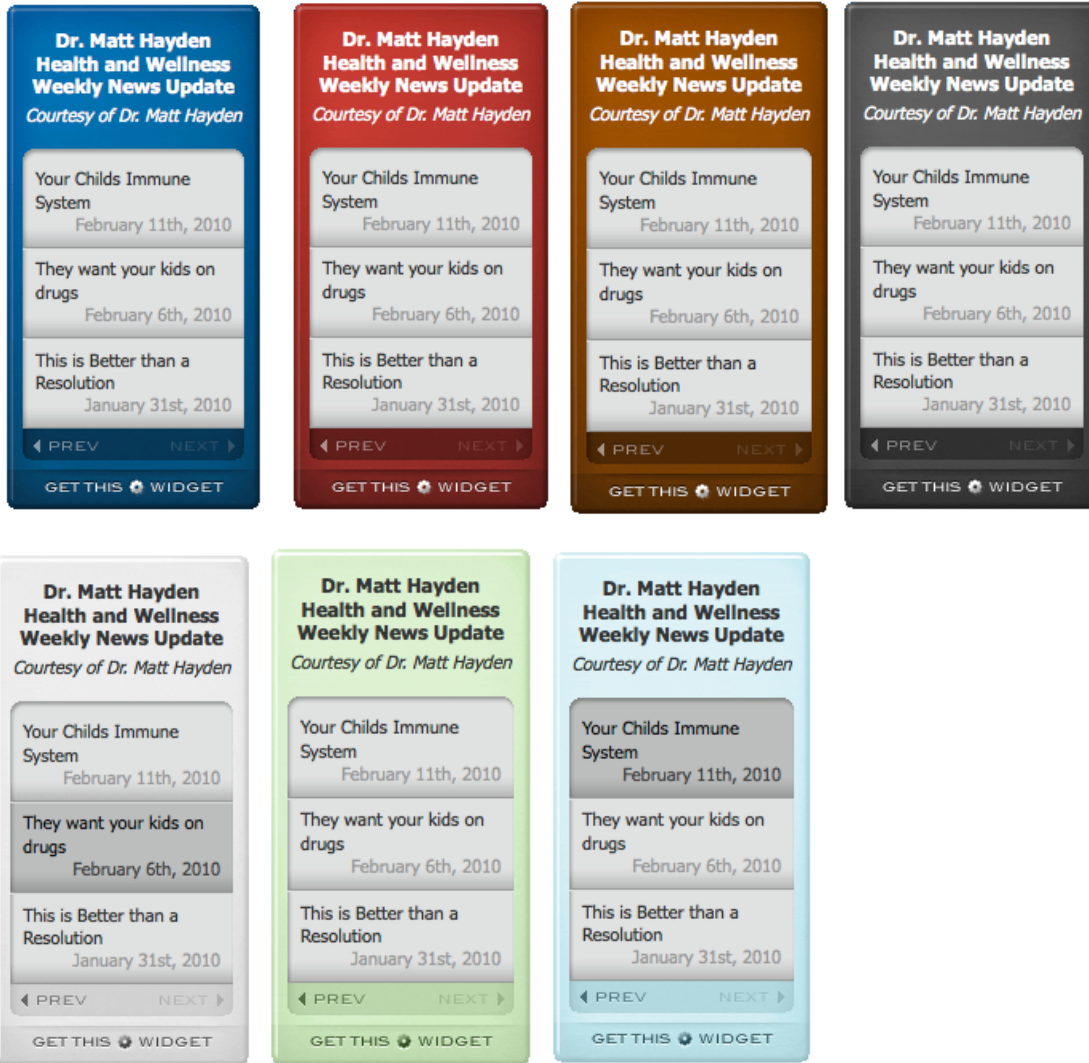 Dr. Matt Hayden
Health and Wellness
Weekly News Update
Courtesy of Dr. Matt Hayden
Your Childs Immune
System
February 11th, 2010
They want your kids on
drugs
February 6th, 2010
This is Better than a
Resolution
January 31st, 2010
PREV NEXT
GET THIS WIDGET
Dr. Matt Hayden
Health and Wellness
Weekly News Update
Courtesy of Dr. Matt Hayden
Your Childs Immune
System
February 11th, 2010
They want your kids on
drugs
February 6th, 2010
This is Better than a
Resolution
January 31st, 2010
PREV NEXT
GET THIS WIDGET
Dr. Matt Hayden
Health and Wellness
Weekly News Update
Courtesy of Dr. Matt Hayden
Your Childs Immune
System
February 11th, 2010
They want your kids on
drugs
February 6th, 2010
This is Better than a
Resolution
January 31st, 2010
PREV NEXT
GET THIS WIDGET
Dr. Matt Hayden
Health and Wellness
Weekly News Update
Courtesy of Dr. Matt Hayden
Your Childs Immune
System
February 11th, 2010
They want your kids on
drugs
February 6th, 2010
This is Better than a
Resolution
January 31st, 2010
PREV NEXT
GET THIS WIDGET
Dr. Matt Hayden
Health and Wellness
Weekly News Update
Courtesy of Dr. Matt Hayden
Your Childs Immune
System
February 11th, 2010
They want your kids on
drugs
February 6th, 2010
This is Better than a
Resolution
January 31st, 2010
PREV NEXT
GET THIS WIDGET
Dr. Matt Hayden
Health and Wellness
Weekly News Update
Courtesy of Dr. Matt Hayden
Your Childs Immune
System
February 11th, 2010
They want your kids on
drugs
February 6th, 2010
This is Better than a
Resolution
January 31st, 2010
PREV NEXT
GET THIS WIDGET
Dr. Matt Hayden
Health and Wellness
Weekly News Update
Courtesy of Dr. Matt Hayden
Your Childs Immune
System
February 11th, 2010
They want your kids on
drugs
February 6th, 2010
This is Better than a
Resolution
January 31st, 2010
PREV NEXT
GET THIS WIDGET